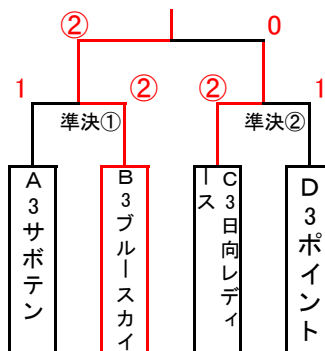 ② 0
1 ② ② 1
準決① 準決②
A3サボテン
B3ブルースカイ
C3日向レディース
D3ポイント